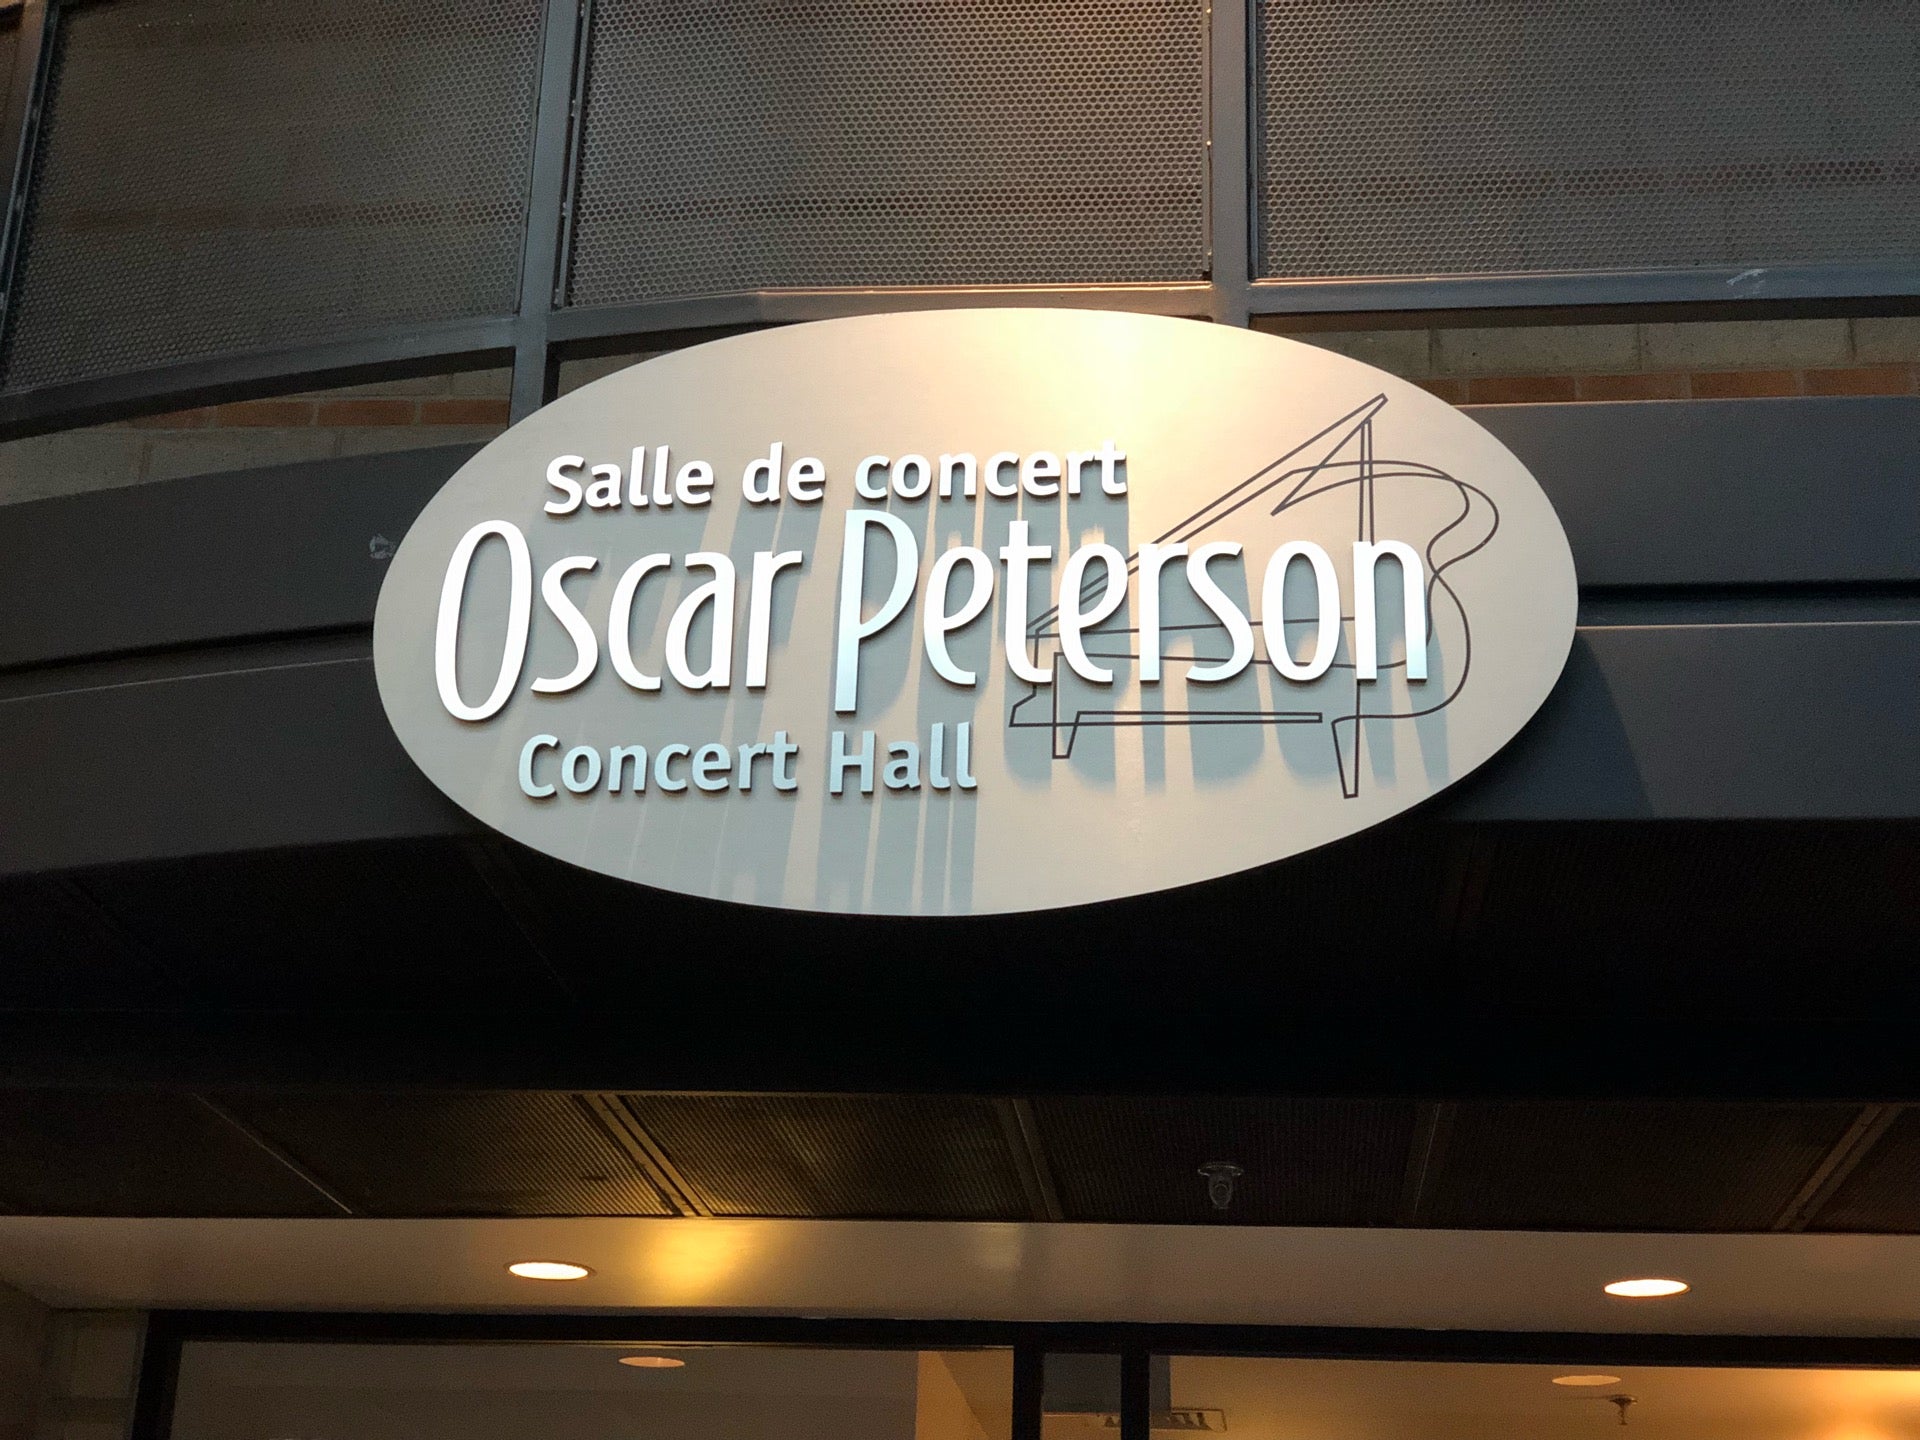 Salle de concert
Oscar Peterson
Concert Hall